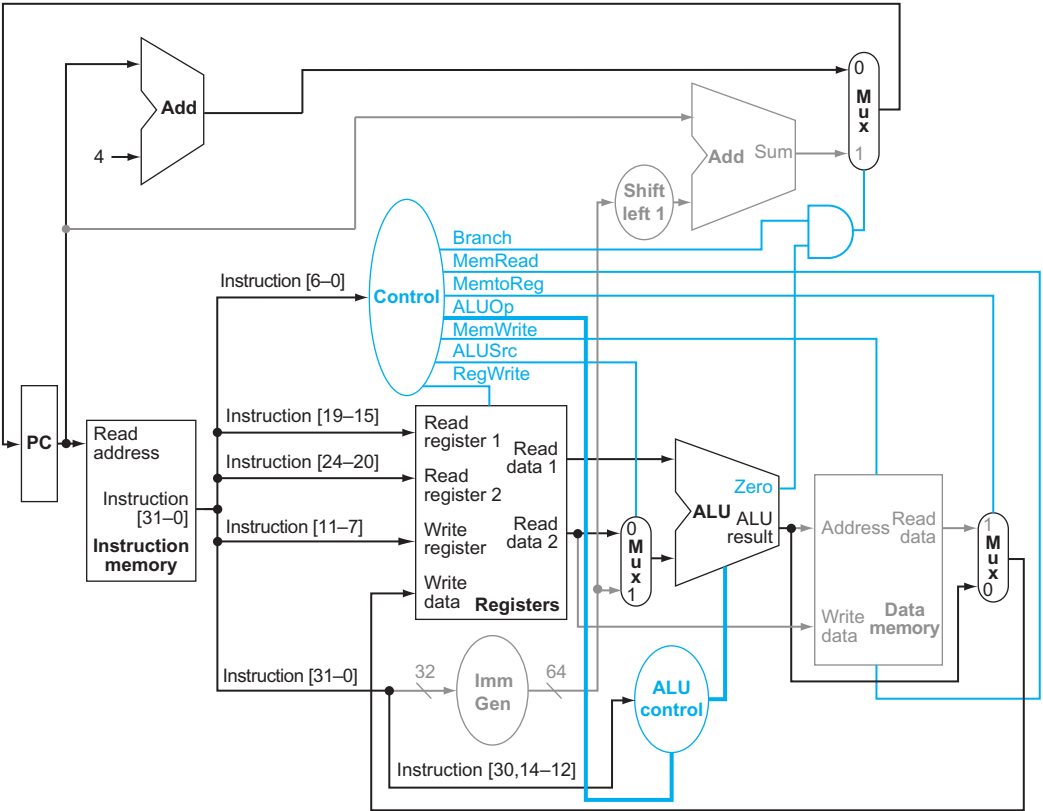 Add
4
0
Mux
1
Add
Sum
Shift
left 1
Branch
MemRead
MemtoReg
ALUOp
MemWrite
ALUSrc
RegWrite
Control
Instruction [6–0]
PC
Read
address
Instruction
[31–0]
Instruction
memory
Instruction [19–15]
Instruction [24–20]
Instruction [11–7]
Instruction [31–0]
Read
register 1
Read
register 2
Write
register
Write
data
Read
data 1
Read
data 2
Registers
0
Mux
1
Zero
ALU
ALU
result
Address
Read
data
Write
data
Data
memory
1
Mux
0
32
Imm
Gen
64
ALU
control
Instruction [30,14–12]